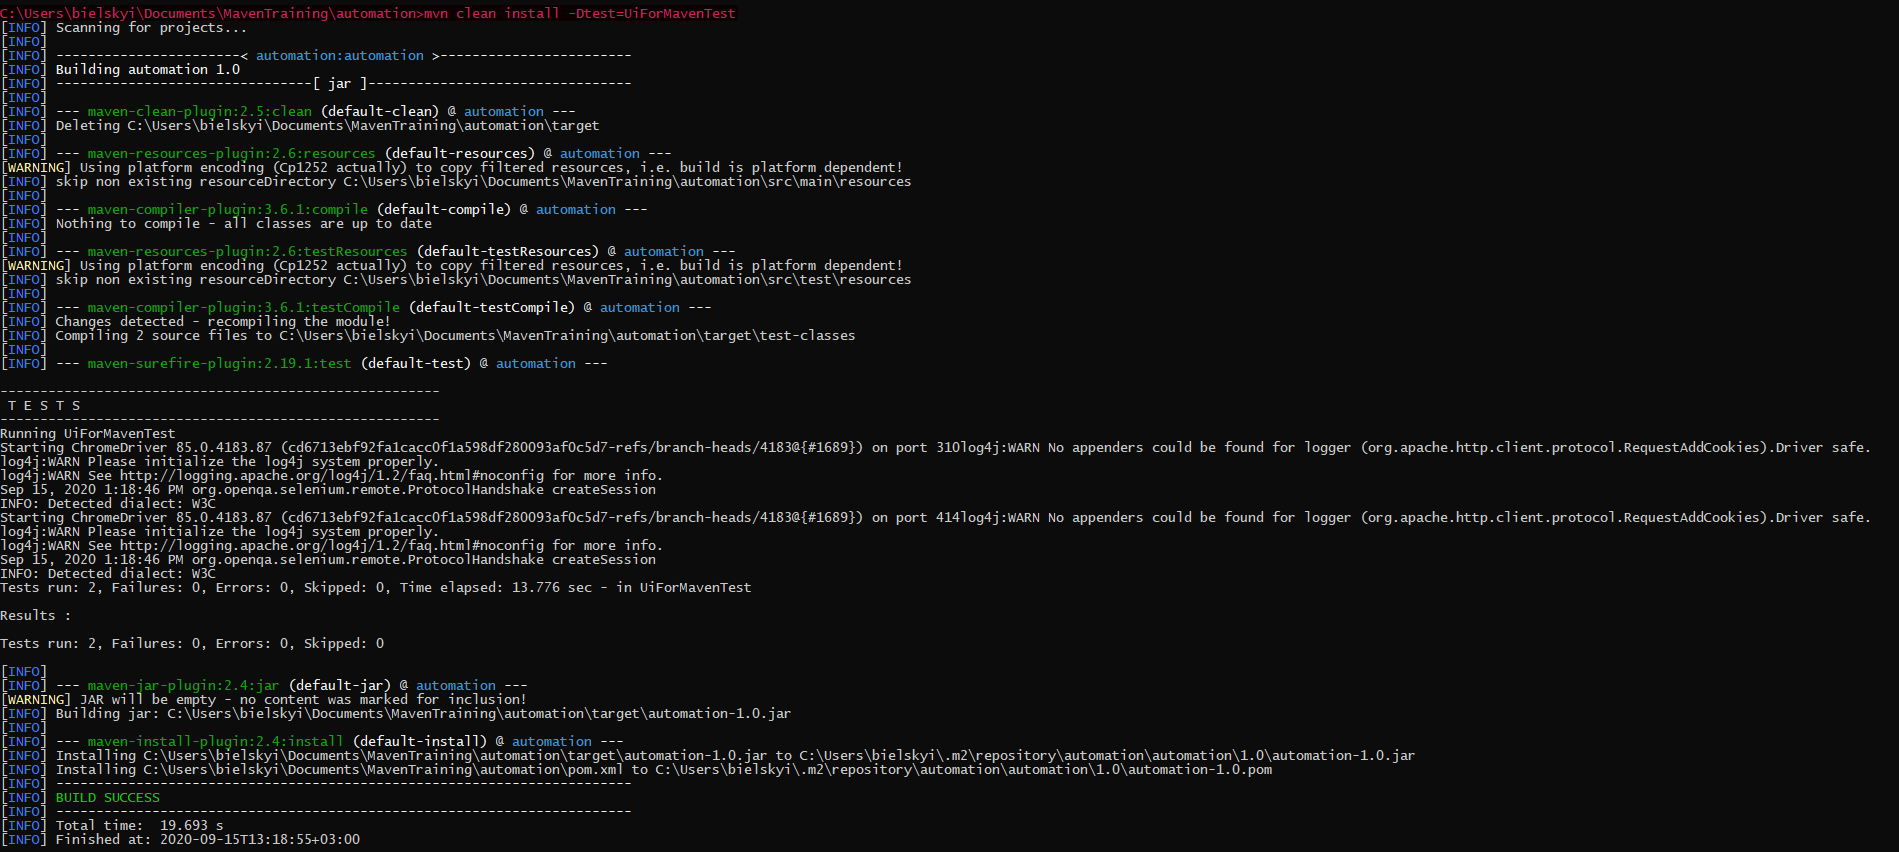 C:\Users\bielskyi\Documents\MavenTraining\automation>mvn clean install -Dtest=UiForMavenTest
[INFO] Scanning for projects...
[INFO]
[INFO] -----------------------< automation:automation >------------------------
[INFO] Building automation 1.0
[INFO] --------------------------------[ jar ]---------------------------------
[INFO]
[INFO] --- maven-clean-plugin:2.5:clean (default-clean) @ automation ---
[INFO] Deleting C:\Users\bielskyi\Documents\MavenTraining\automation\target
[INFO]
[INFO] --- maven-resources-plugin:2.6:resources (default-resources) @ automation ---
[WARNING] Using platform encoding (Cp1252 actually) to copy filtered resources, i.e. build is platform dependent!
[INFO] skip non existing resourceDirectory C:\Users\bielskyi\Documents\MavenTraining\automation\src\main\resources
[INFO]
[INFO] --- maven-compiler-plugin:3.6.1:compile (default-compile) @ automation ---
[INFO] Nothing to compile - all classes are up to date
[INFO]
[INFO] --- maven-resources-plugin:2.6:testResources (default-testResources) @ automation ---
[WARNING] Using platform encoding (Cp1252 actually) to copy filtered resources, i.e. build is platform dependent!
[INFO] skip non existing resourceDirectory C:\Users\bielskyi\Documents\MavenTraining\automation\src\test\resources
[INFO]
[INFO] --- maven-compiler-plugin:3.6.1:testCompile (default-testCompile) @ automation ---
[INFO] Changes detected - recompiling the module!
[INFO] Compiling 2 source files to C:\Users\bielskyi\Documents\MavenTraining\automation\target\test-classes
[INFO]
[INFO] --- maven-surefire-plugin:2.19.1:test (default-test) @ automation ---
-------------------------------------------------------
T E S T S
-------------------------------------------------------
Running UiForMavenTest
Starting ChromeDriver 85.0.4183.87 (cd6713ebf92fa1cacc0f1a598df280093af0c5d7-refs/branch-heads/4183@{#1689}) on port 310log4j:WARN No appenders could be found for logger (org.apache.http.client.protocol.RequestAddCookies).Driver safe.
log4j:WARN Please initialize the log4j system properly.
log4j:WARN See http://logging.apache.org/log4j/1.2/faq.html#noconfig for more info.
Sep 15, 2020 1:18:46 PM org.openqa.selenium.remote.ProtocolHandshake createSession
INFO: Detected dialect: W3C
Starting ChromeDriver 85.0.4183.87 (cd6713ebf92fa1cacc0f1a598df280093af0c5d7-refs/branch-heads/4183@{#1689}) on port 414log4j:WARN No appenders could be found for logger (org.apache.http.client.protocol.RequestAddCookies).Driver safe.
log4j:WARN Please initialize the log4j system properly.
log4j:WARN See http://logging.apache.org/log4j/1.2/faq.html#noconfig for more info.
Sep 15, 2020 1:18:46 PM org.openqa.selenium.remote.ProtocolHandshake createSession
INFO: Detected dialect: W3C
Tests run: 2, Failures: 0, Errors: 0, Skipped: 0, Time elapsed: 13.776 sec - in UiForMavenTest
Results :
Tests run: 2, Failures: 0, Errors: 0, Skipped: 0
[INFO]
[INFO] --- maven-jar-plugin:2.4:jar (default-jar) @ automation ---
[WARNING] JAR will be empty - no content was marked for inclusion!
[INFO] Building jar: C:\Users\bielskyi\Documents\MavenTraining\automation\target\automation-1.0.jar
[INFO]
[INFO] --- maven-install-plugin:2.4:install (default-install) @ automation ---
[INFO] Installing C:\Users\bielskyi\Documents\MavenTraining\automation\target\automation-1.0.jar to C:\Users\bielskyi\.m2\repository\automation\automation\1.0\automation-1.0.jar
[INFO] Installing C:\Users\bielskyi\Documents\MavenTraining\automation\pom.xml to C:\Users\bielskyi\.m2\repository\automation\automation\1.0\automation-1.0.pom
[INFO] ------------------------------------------------------------------------
[INFO] BUILD SUCCESS
[INFO] ------------------------------------------------------------------------
[INFO] Total time:  19.693 s
[INFO] Finished at: 2020-09-15T13:18:55+03:00